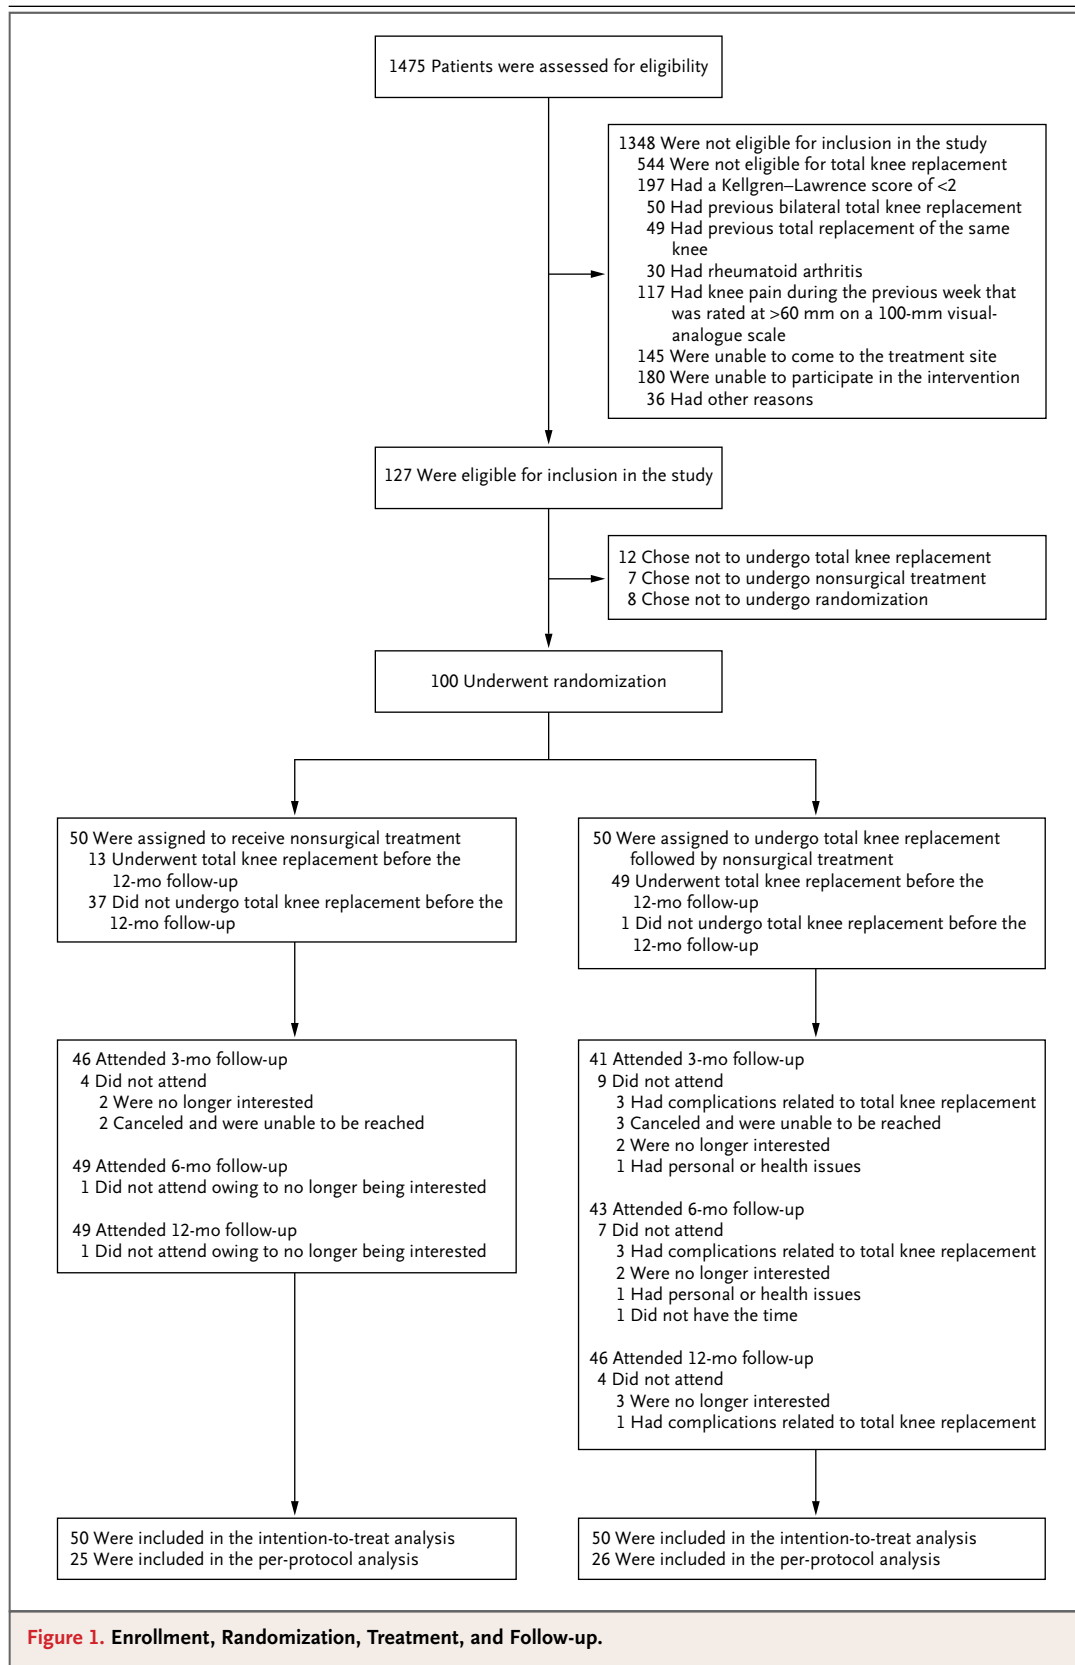 1475 Patients were assessed for eligibility
1348 Were not eligible for inclusion in the study
544 Were not eligible for total knee replacement
197 Had a Kellgren–Lawrence score of <2
50 Had previous bilateral total knee replacement
49 Had previous total replacement of the same
knee
30 Had rheumatoid arthritis
117 Had knee pain during the previous week that
was rated at >60 mm on a 100-mm visual-
analogue scale
145 Were unable to come to the treatment site
180 Were unable to participate in the intervention
36 Had other reasons
127 Were eligible for inclusion in the study
12 Chose not to undergo total knee replacement
7 Chose not to undergo nonsurgical treatment
8 Chose not to undergo randomization
100 Underwent randomization
50 Were assigned to receive nonsurgical treatment
13 Underwent total knee replacement before the
12-mo follow-up
37 Did not undergo total knee replacement before the
12-mo follow-up
50 Were assigned to undergo total knee replacement
followed by nonsurgical treatment
49 Underwent total knee replacement before the
12-mo follow-up
1 Did not undergo total knee replacement before the
12-mo follow-up
46 Attended 3-mo follow-up
4 Did not attend
2 Were no longer interested
2 Canceled and were unable to be reached
49 Attended 6-mo follow-up
1 Did not attend owing to no longer being interested
49 Attended 12-mo follow-up
1 Did not attend owing to no longer being interested
41 Attended 3-mo follow-up
9 Did not attend
3 Had complications related to total knee replacement
3 Canceled and were unable to be reached
2 Were no longer interested
1 Had personal or health issues
43 Attended 6-mo follow-up
7 Did not attend
3 Had complications related to total knee replacement
2 Were no longer interested
1 Had personal or health issues
1 Did not have the time
46 Attended 12-mo follow-up
4 Did not attend
3 Were no longer interested
1 Had complications related to total knee replacement
50 Were included in the intention-to-treat analysis
25 Were included in the per-protocol analysis
50 Were included in the intention-to-treat analysis
26 Were included in the per-protocol analysis
Figure 1. Enrollment, Randomization, Treatment, and Follow-up.